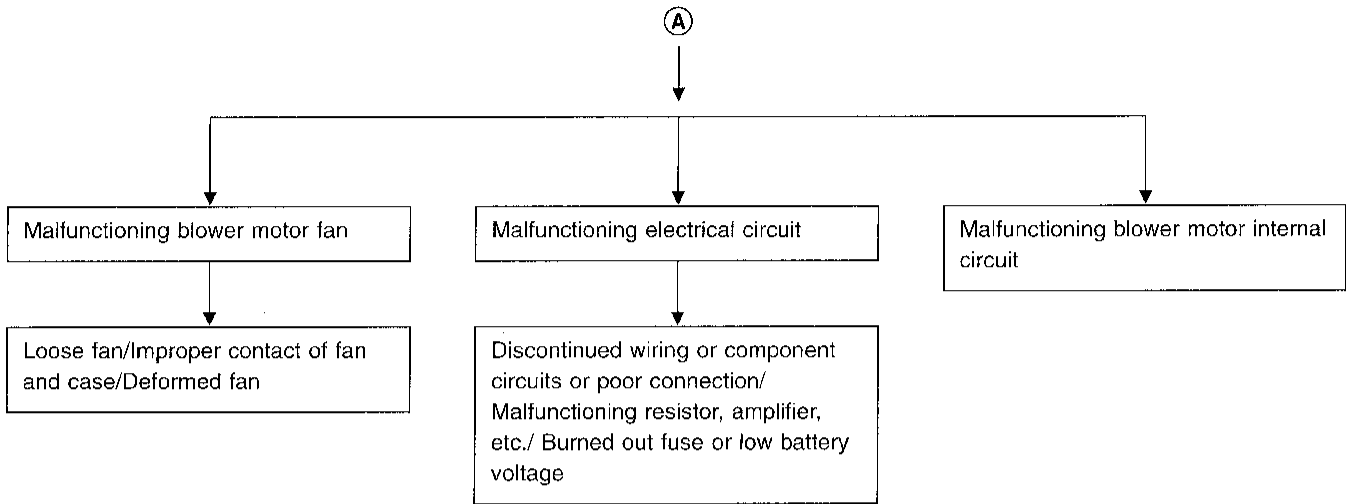 A
Malfunctioning blower motor fan
Malfunctioning electrical circuit
Malfunctioning blower motor internal
circuit
Loose fan/Improper contact of fan
and case/Deformed fan
Discontinued wiring or component
circuits or poor connection/
Malfunctioning resistor, amplifier,
etc./ Burned out fuse or low battery
voltage